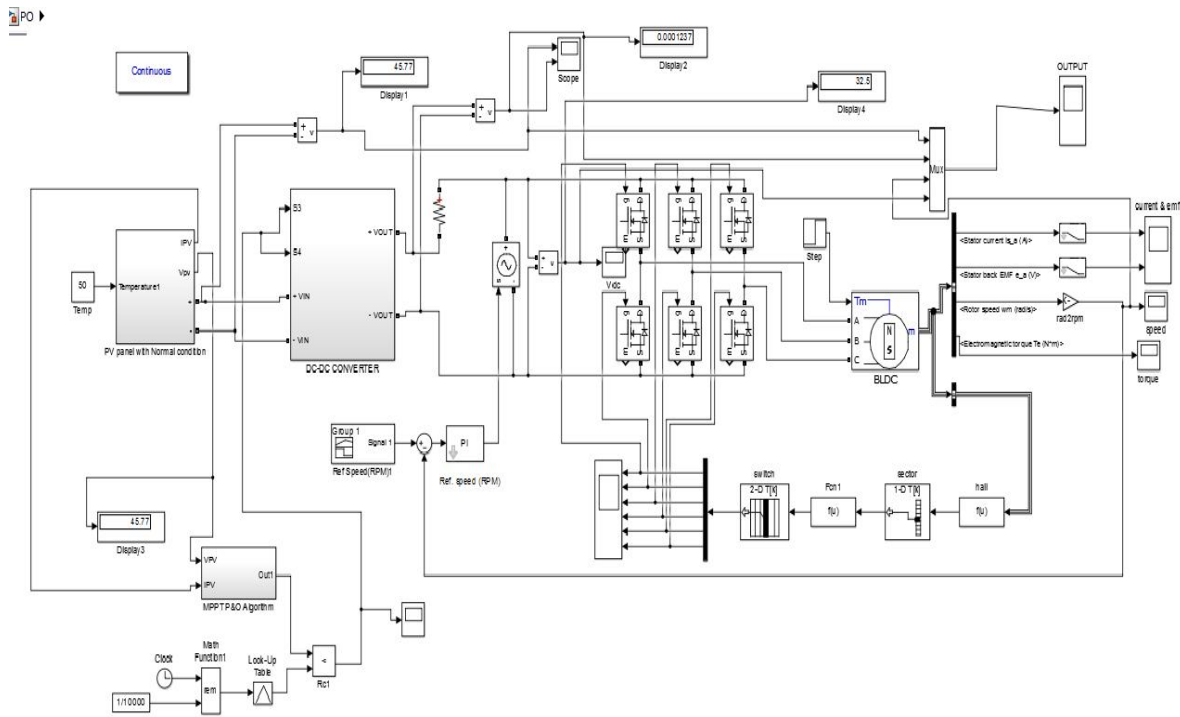 PO
Continuous
45.77
Display1
Scope
0.0001237
Display2
32.5
Display4
OUTPUT
+
-
v
+
-
v
Mux
current & emf
IPV
Vpv
Temperature1
+
-
PV panel with Normal condition
50
Temp
S3
S4
+ VIN
- VIN
+ VOUT
- VOUT
DC-DC CONVERTER
+
-
v
Vdc
Step
Tm
A
B
C
m
N
S
BLDC
<Stator current is_a (A)>
<Stator back EMF e_a (V)>
<Rotor speed wm (rad/s)>
<Electromagnetic torque Te (N*m)>
rad2rpm
speed
torque
Group 1
Signal 1
Ref Speed(RPM)1
PI
Ref. speed (RPM)
switch
2-D T[k]
Fcn1
f(u)
sector
1-D T[k]
hall
f(u)
45.77
Display3
VPV
IPV
Out1
MPPT P&O Algorithm
Clock
Math
Function1
rem
Look-Up
Table
<
Rc1
1/10000